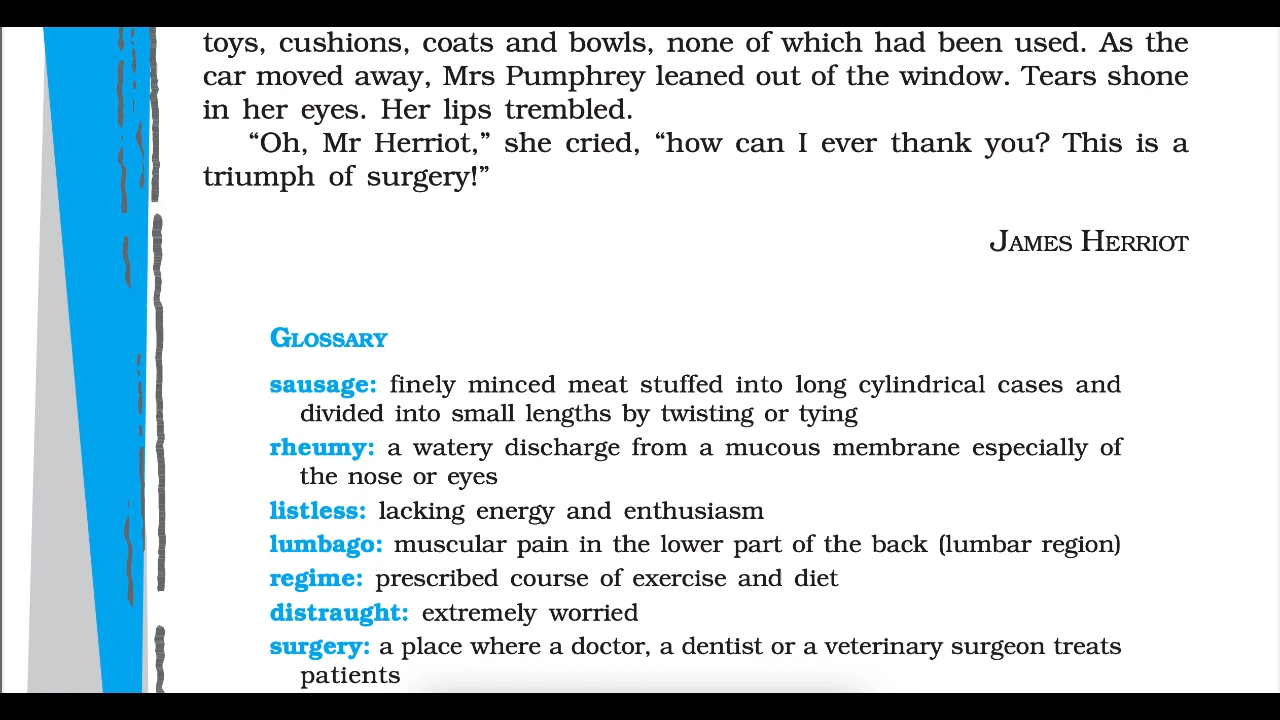 toys, cushions, coats and bowls, none of which had been used. As the
car moved away, Mrs Pumphrey leaned out of the window. Tears shone
in her eyes. Her lips trembled.
“Oh, Mr Herriot,” she cried, “how can I ever thank you? This is a
triumph of surgery!”
JAMES HERRIOT
GLOSSARY
sausage: finely minced meat stuffed into long cylindrical cases and
divided into small lengths by twisting or tying
rheumy: a watery discharge from a mucous membrane especially of
the nose or eyes
listless: lacking energy and enthusiasm
lumbago: muscular pain in the lower part of the back (lumbar region)
regime: prescribed course of exercise and diet
distraught: extremely worried
surgery: a place where a doctor, a dentist or a veterinary surgeon treats
patients